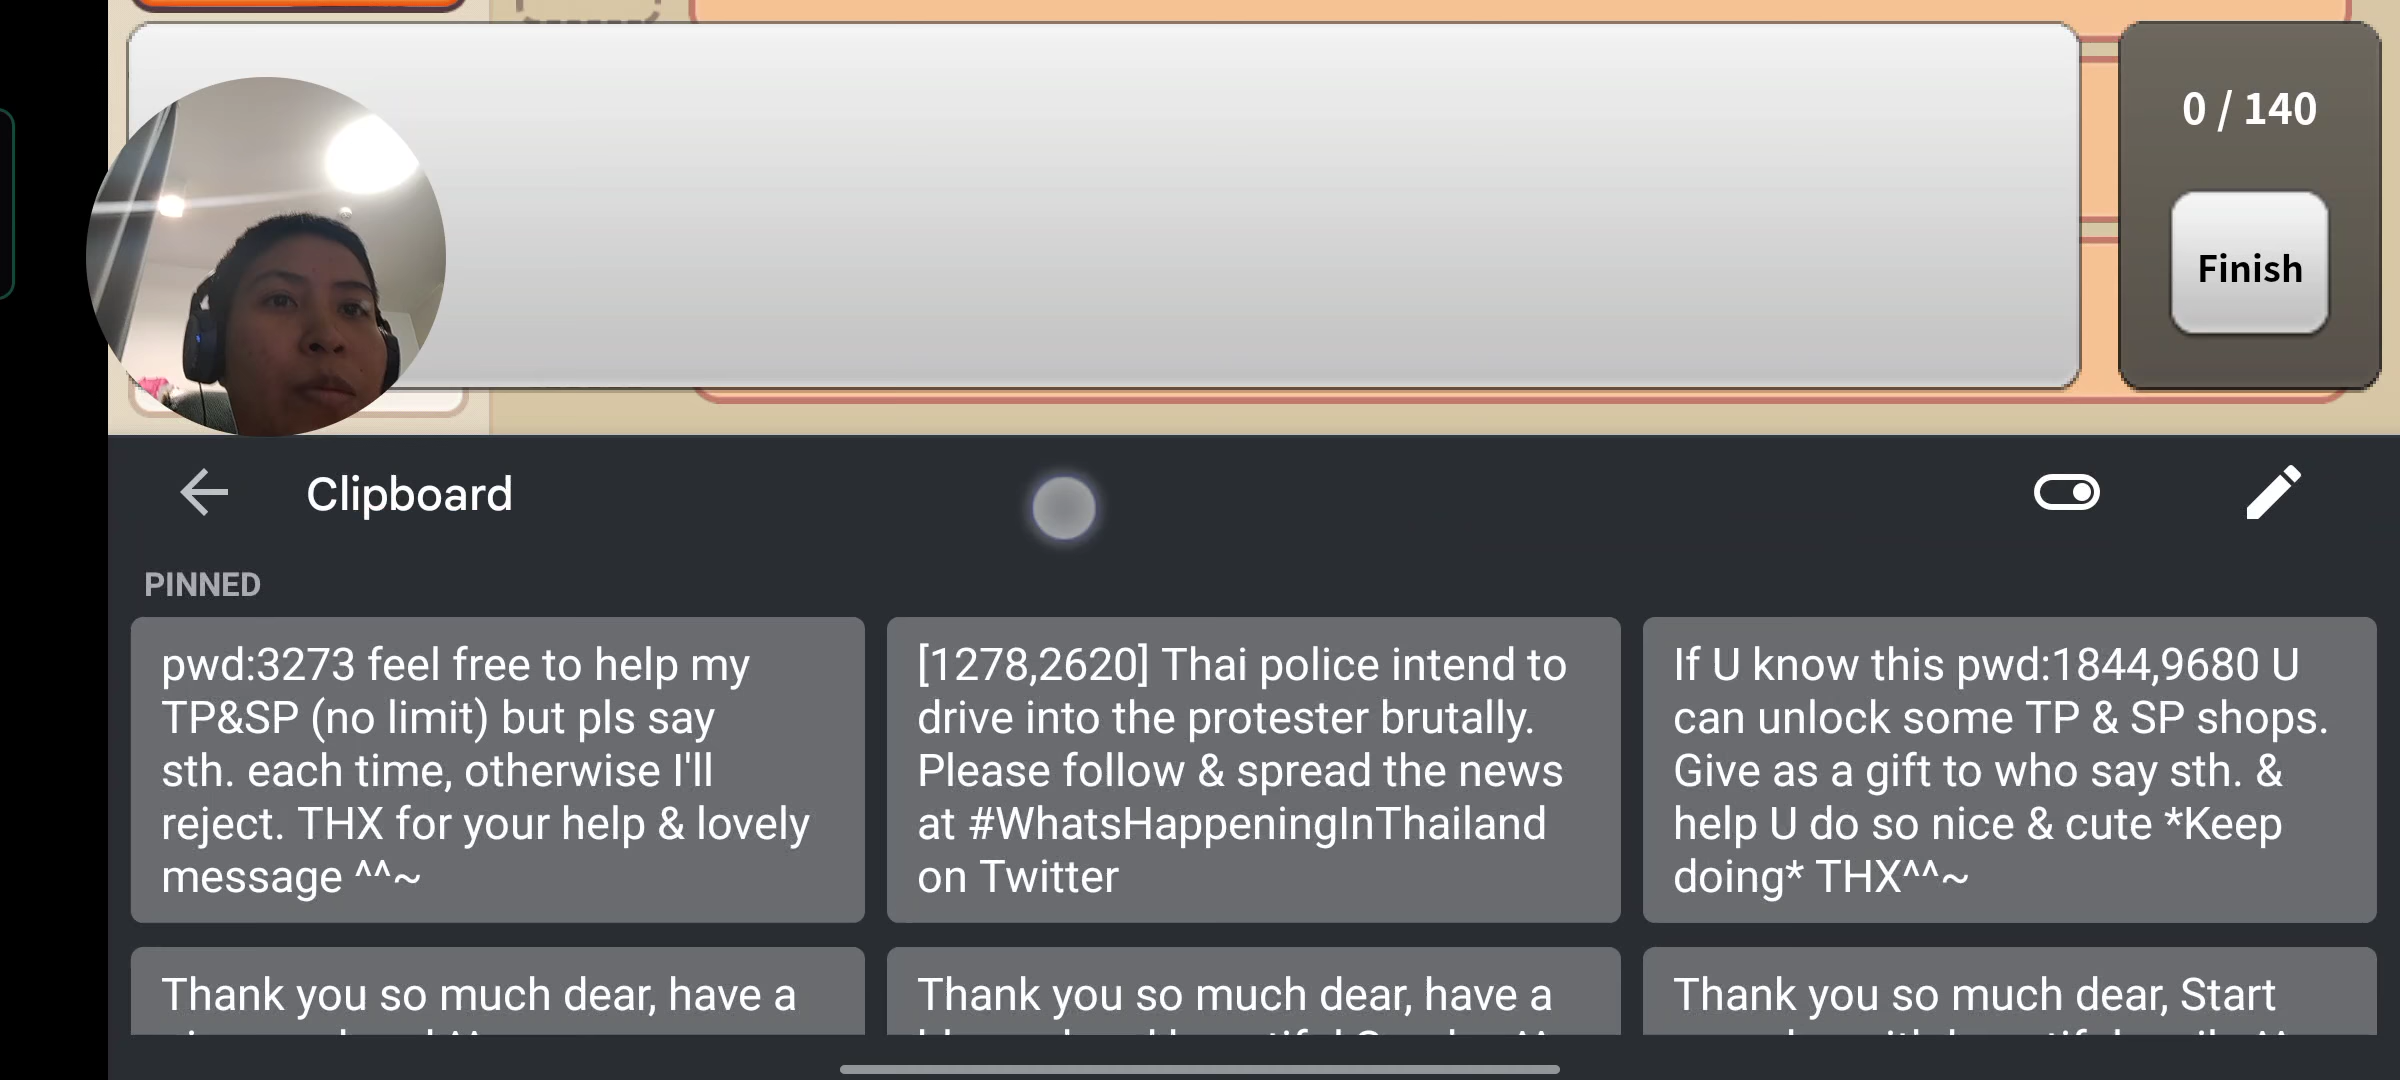 0 / 140
Finish
Clipboard
PINNED
pwd:3273 feel free to help my
TP&SP (no limit) but pls say
sth. each time, otherwise I'll
reject. THX for your help & lovely
message ^^~
[1278,2620] Thai police intend to
drive into the protester brutally.
Please follow & spread the news
at #WhatsHappeningInThailand
on Twitter
If U know this pwd:1844,9680 U
can unlock some TP & SP shops.
Give as a gift to who say sth. &
help U do so nice & cute *Keep
doing* THX^^~
Thank you so much dear, have a
Thank you so much dear, have a
Thank you so much dear, Start